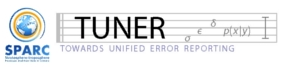 TUNER
σ ϵ δ p(x|y)
SPARC
TOWARDS UNIFIED ERROR REPORTING